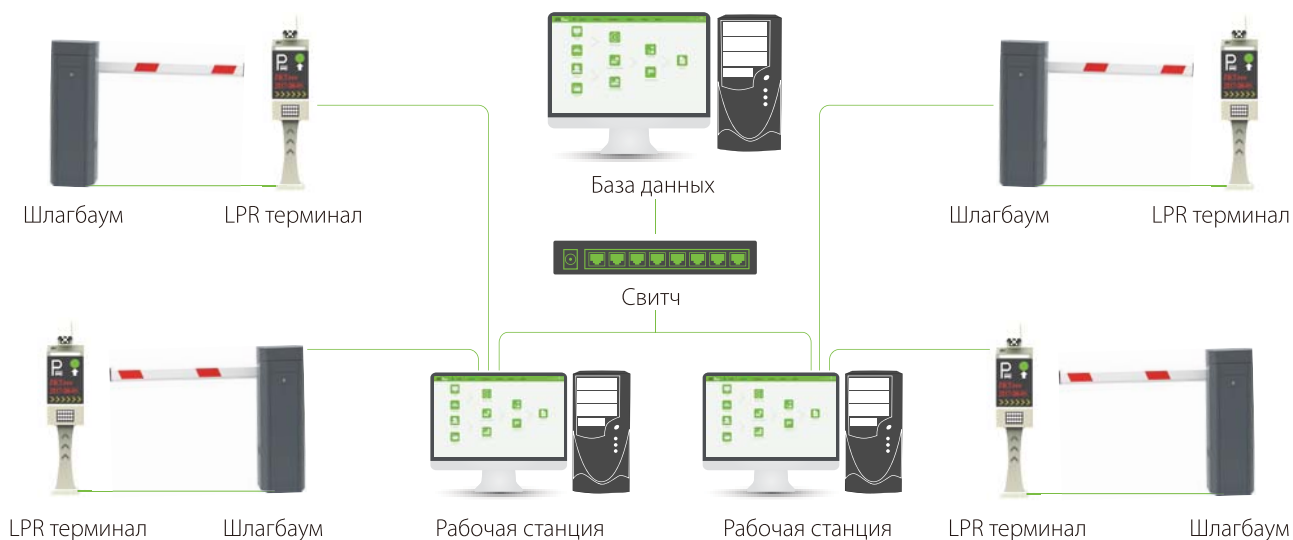 База данных
Шлагбаум
LPR терминал
Шлагбаум
LPR терминал
Свитч
LPR терминал
Шлагбаум
Рабочая станция
Рабочая станция
LPR терминал
Шлагбаум